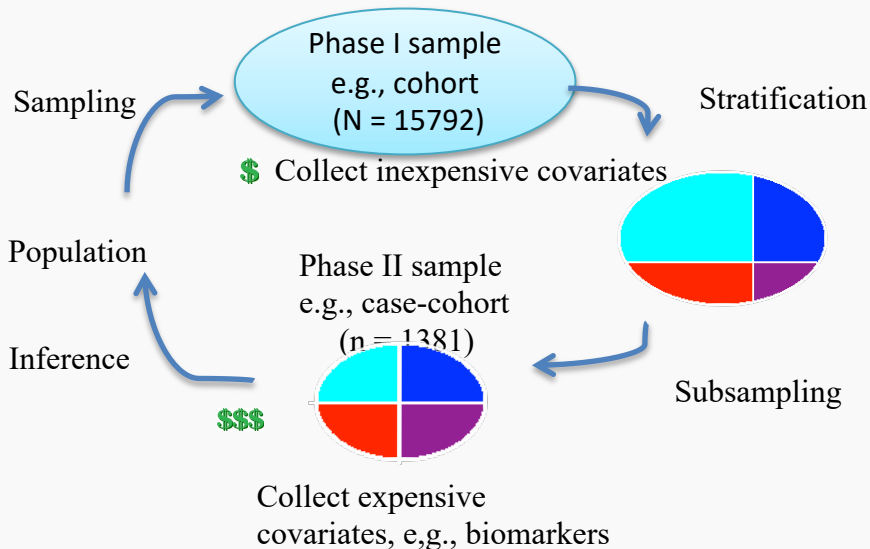 Phase I sample
e.g., cohort
(N = 15792)
Sampling
Stratification
$ Collect inexpensive covariates
Population
Phase II sample
e.g., case-cohort
(n = 1381)
Inference
Subsampling
$$$
Collect expensive
covariates, e,g., biomarkers